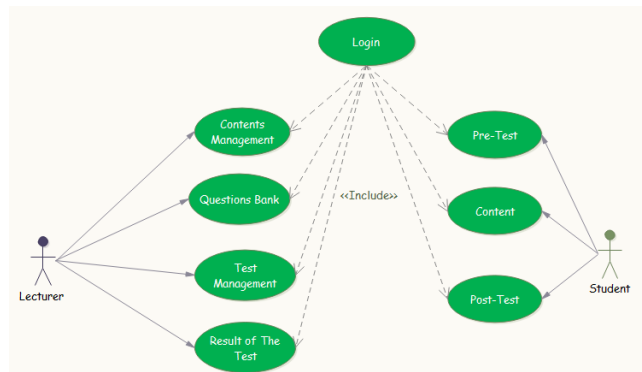 Login
Contents
Management
Pre-Test
Questions Bank
<<Include>>
Content
Lecturer
Test
Management
Student
Post-Test
Result of The
Test